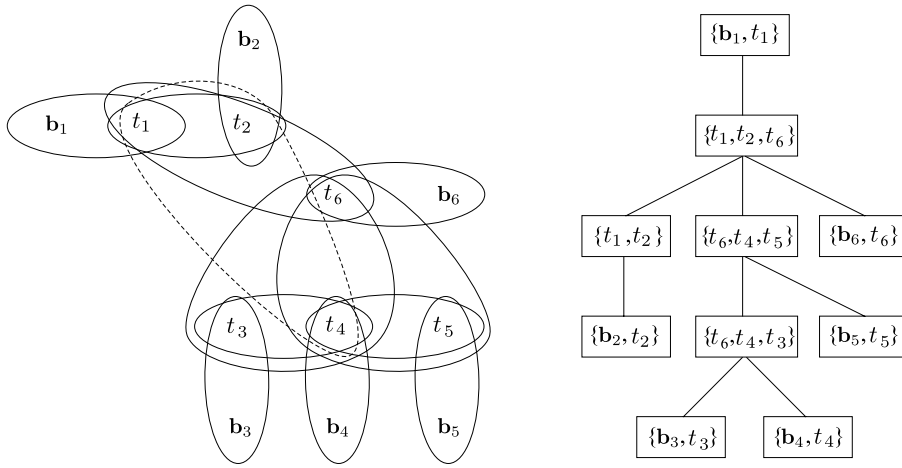 b₂
b₁ t₁ t₂
t₆ b₆
t₃ t₄ t₅
b₃ b₄ b₅
{b₁,t₁}
{t₁,t₂,t₆}
{t₁,t₂} {t₆,t₄,t₅} {b₆,t₆}
{b₂,t₂} {t₆,t₄,t₃} {b₅,t₅}
{b₃,t₃} {b₄,t₄}